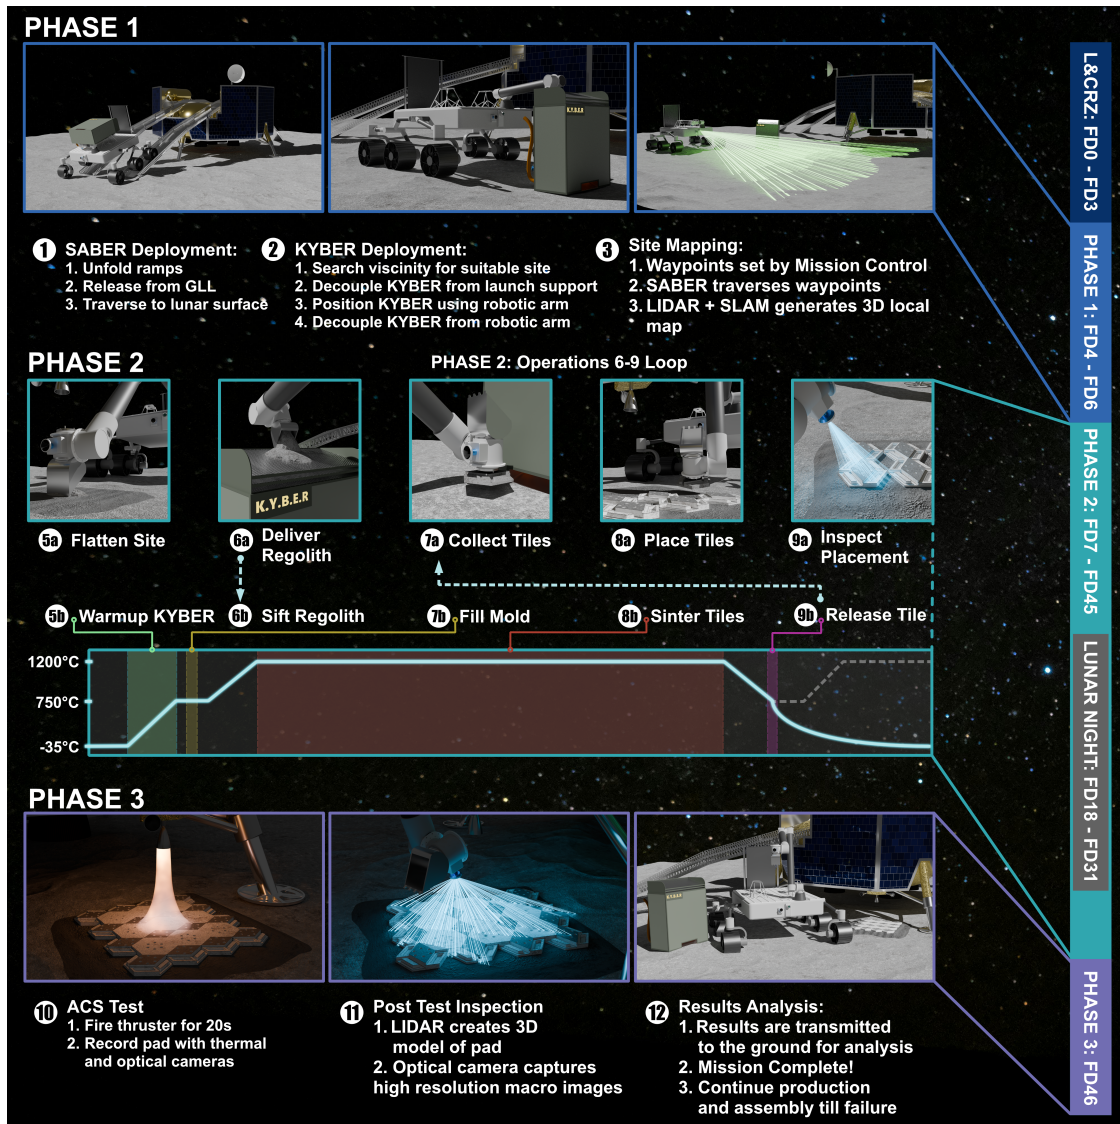 PHASE 1
K.Y.B.E.R
1 SABER Deployment:
1. Unfold ramps
2. Release from GLL
3. Traverse to lunar surface
2 KYBER Deployment:
1. Search viscinity for suitable site
2. Decouple KYBER from launch support
3. Position KYBER using robotic arm
4. Decouple KYBER from robotic arm
3 Site Mapping:
1. Waypoints set by Mission Control
2. SABER traverses waypoints
3. LIDAR + SLAM generates 3D local
map
PHASE 2
PHASE 2: Operations 6-9 Loop
K.Y.B.E.R
5a Flatten Site
6a Deliver
Regolith
7a Collect Tiles
8a Place Tiles
9a Inspect
Placement
5b Warmup KYBER
6b Sift Regolith
7b Fill Mold
8b Sinter Tiles
9b Release Tile
1200°C
750°C
-35°C
PHASE 3
K.Y.B.E.R
10 ACS Test
1. Fire thruster for 20s
2. Record pad with thermal
and optical cameras
11 Post Test Inspection
1. LIDAR creates 3D
model of pad
2. Optical camera captures
high resolution macro images
12 Results Analysis:
1. Results are transmitted
to the ground for analysis
2. Mission Complete!
3. Continue production
and assembly till failure
L&CRZ: FD0 - FD3
PHASE 1: FD4 - FD6
PHASE 2: FD7 - FD45
LUNAR NIGHT: FD18 - FD31
PHASE 3: FD46